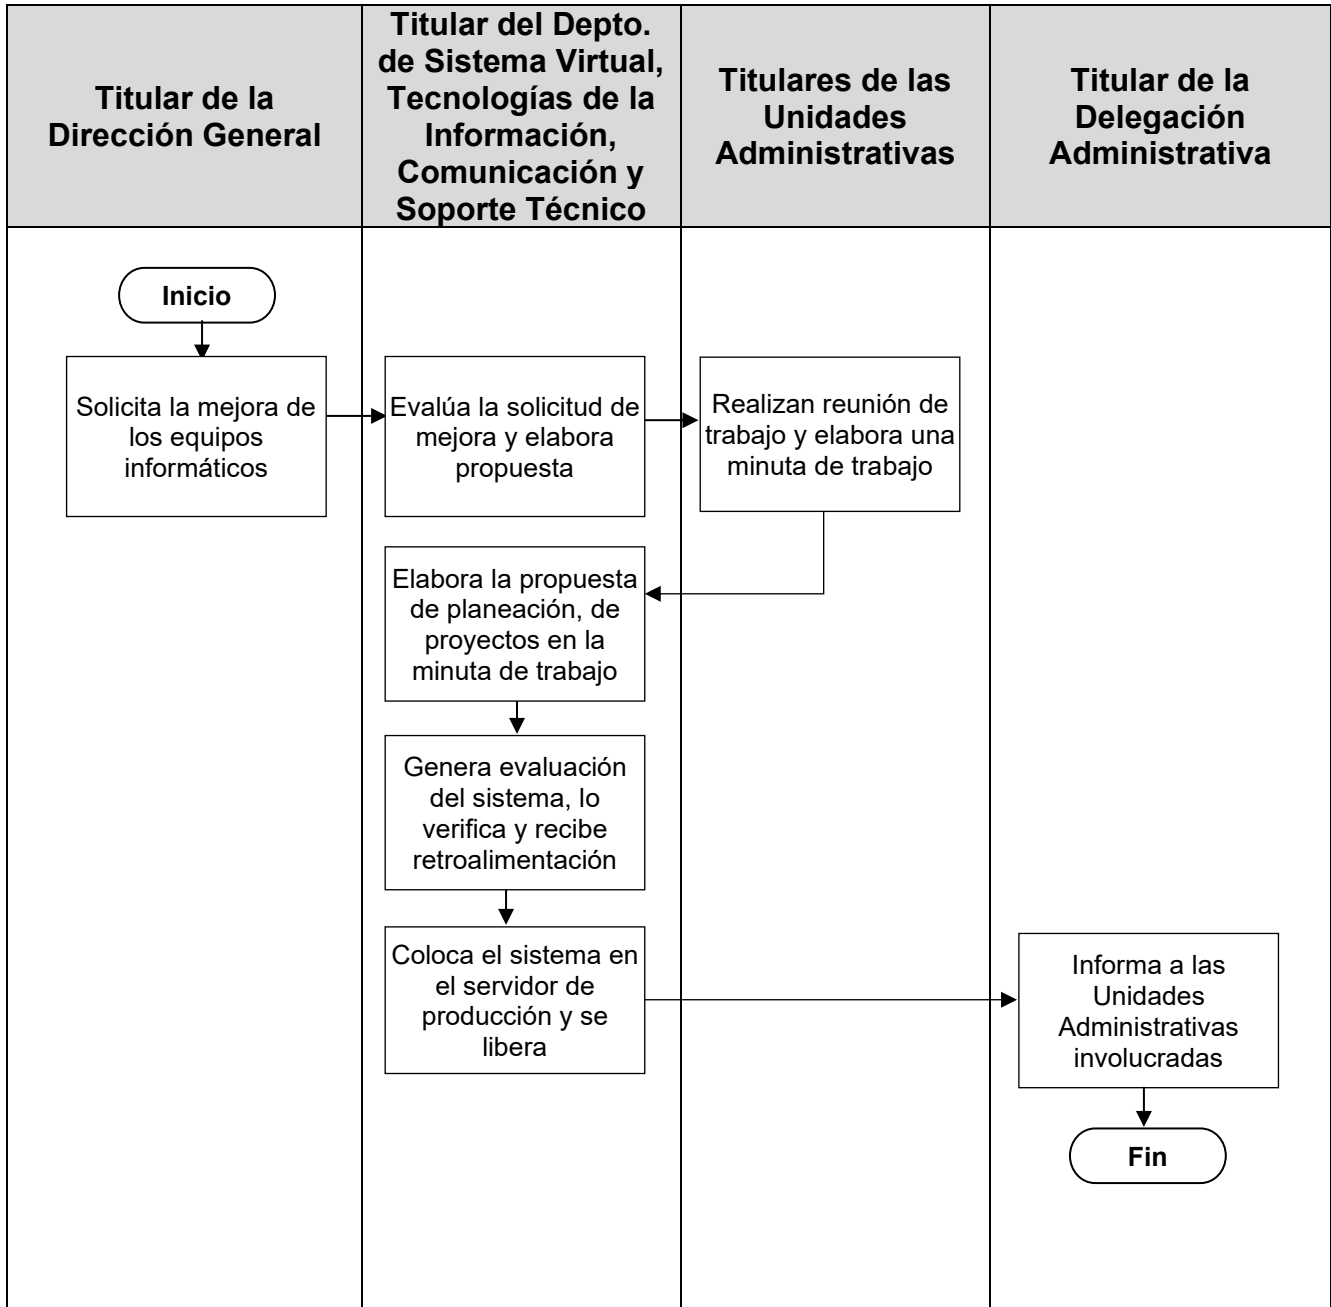 Titular de la
Dirección General
Titular del Depto.
de Sistema Virtual,
Tecnologías de la
Información,
Comunicación y
Soporte Técnico
Titulares de las
Unidades
Administrativas
Titular de la
Delegación
Administrativa
Inicio
Solicita la mejora de
los equipos
informáticos
Evalúa la solicitud de
mejora y elabora
propuesta
Realizan reunión de
trabajo y elabora una
minuta de trabajo
Elabora la propuesta
de planeación, de
proyectos en la
minuta de trabajo
Genera evaluación
del sistema, lo
verifica y recibe
retroalimentación
Coloca el sistema en
el servidor de
producción y se
libera
Informa a las
Unidades
Administrativas
involucradas
Fin